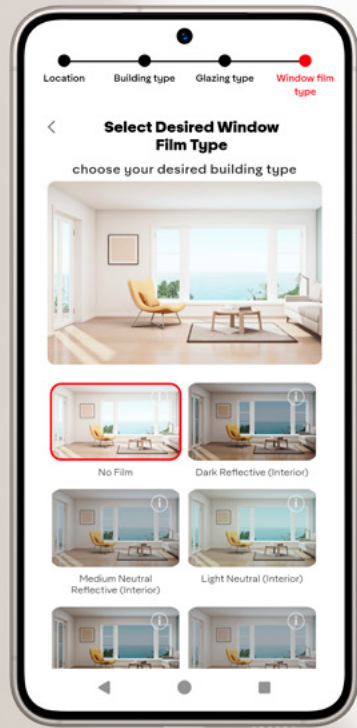 Location
Building type
Glazing type
Window film
type
Select Desired Window
Film Type
choose your desired building type
No Film
Dark Reflective (Interior)
Medium Neutral
Reflective (Interior)
Light Neutral (Interior)